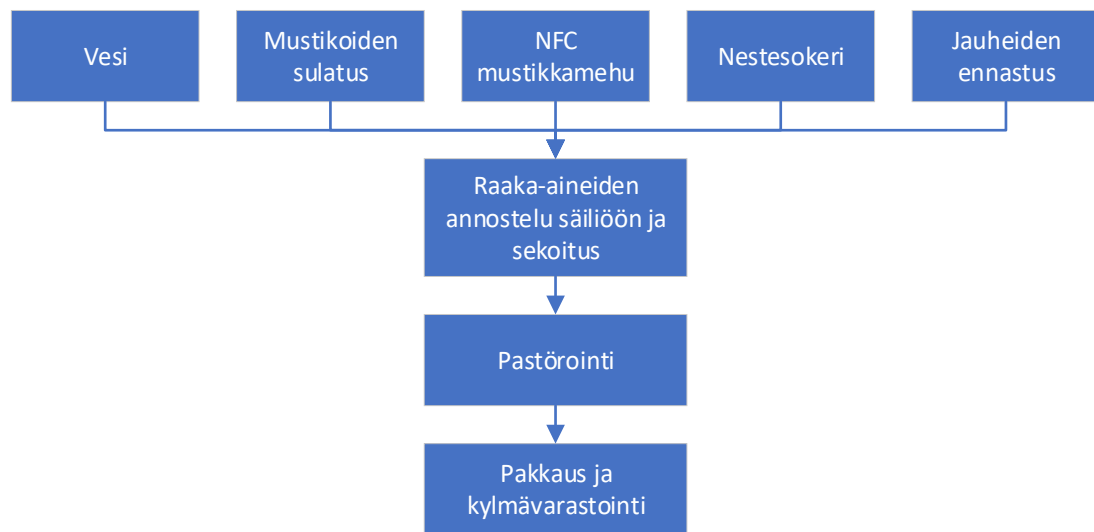 Vesi
Mustikoiden
sulatus
NFC
mustikkamehu
Nestesokeri
Jauheiden
ennastus
Raaka-aineiden
annostelu säiliöön ja
sekoitus
Pastörointi
Pakkaus ja
kylmävarastointi